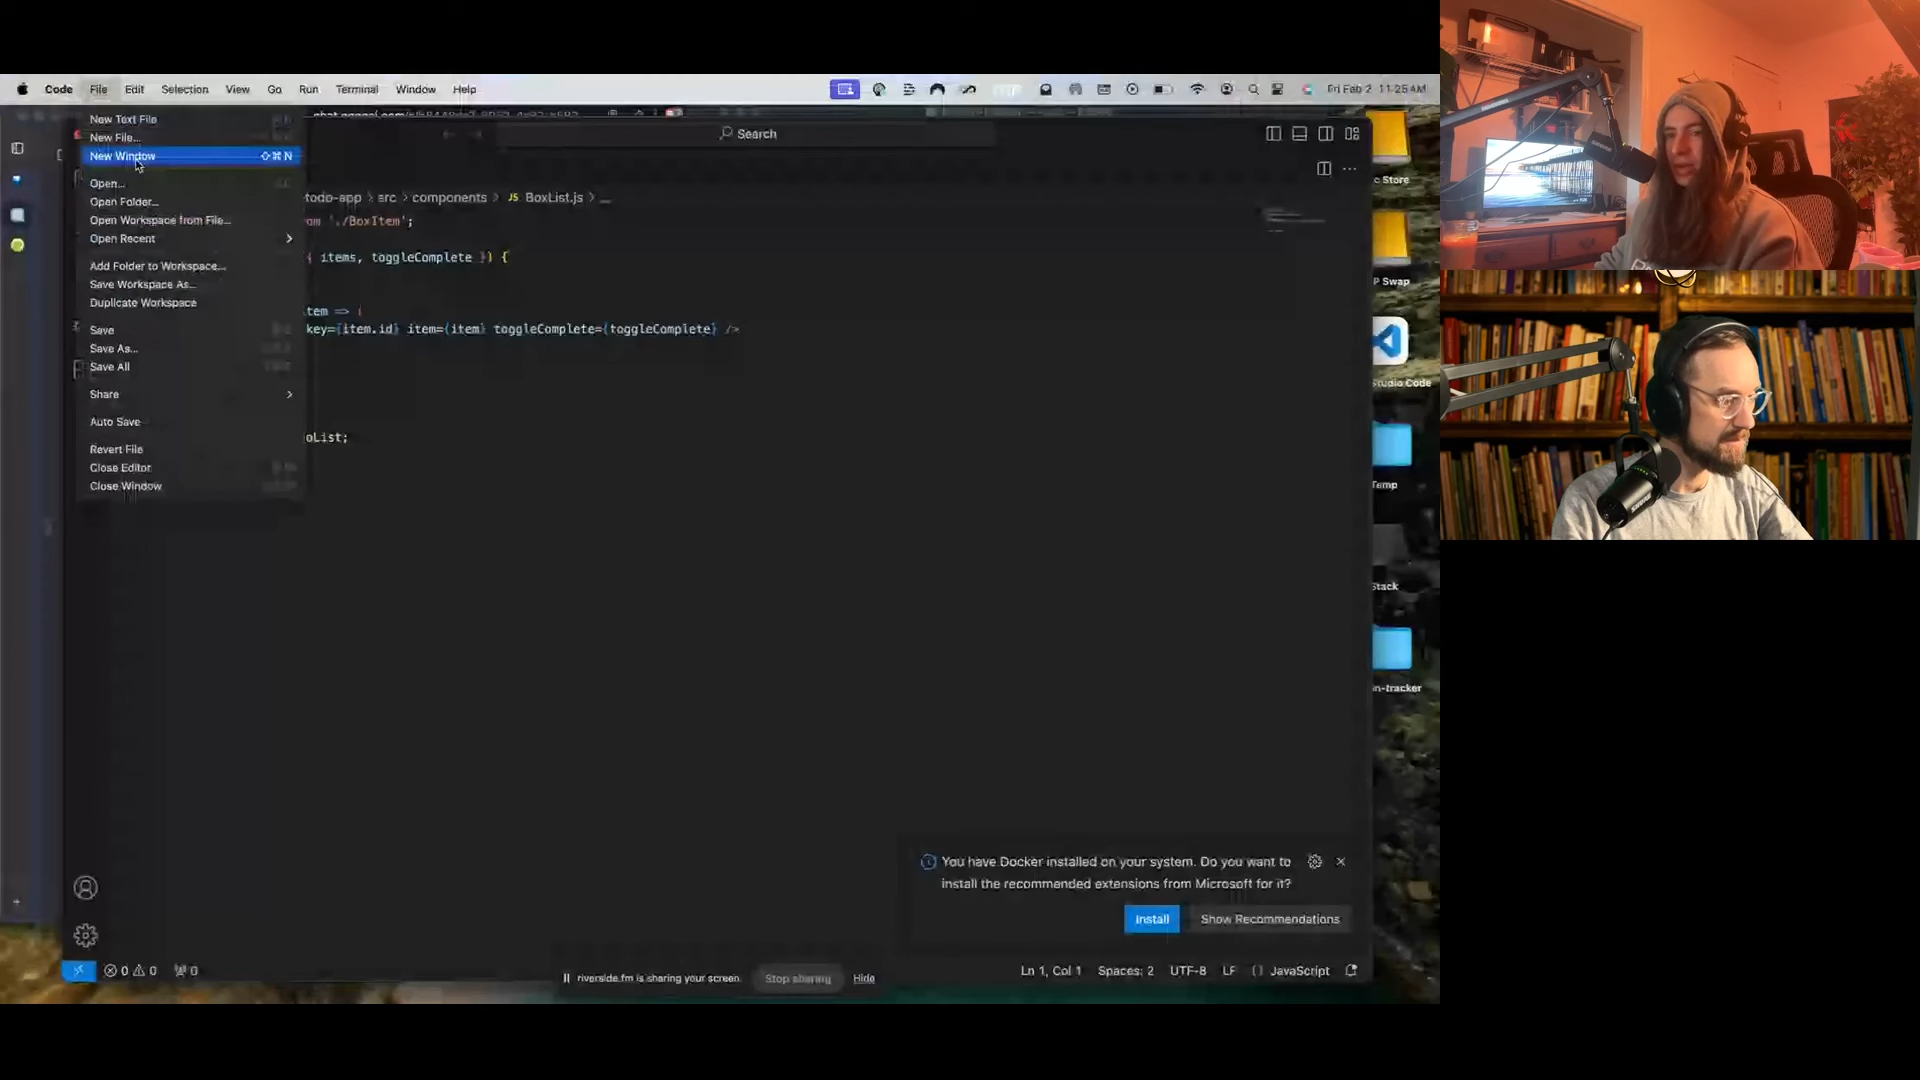 Code File Edit Selection View Go Run Terminal Window Help Fri Feb 2 11:25 AM
New Text File
New File...
New Window ⇧⌘N
Open...
Open Folder...
Open Workspace from File...
Open Recent
Add Folder to Workspace...
Save Workspace As...
Duplicate Workspace
Save
Save As...
Save All
Share
Auto Save
Revert File
Close Editor
Close Window
Search
todo-app > src > components > JS BoxList.js > ...
om './BoxItem';
{ items, toggleComplete }) {
tem => (
key={item.id} item={item} toggleComplete={toggleComplete} />
oList;
c Store
P Swap
Studio Code
Temp
Stack
n-tracker
You have Docker installed on your system. Do you want to
install the recommended extensions from Microsoft for it?
Install Show Recommendations
riverside.fm is sharing your screen. Stop sharing Hide
0 0 0
Ln 1, Col 1 Spaces: 2 UTF-8 LF {} JavaScript